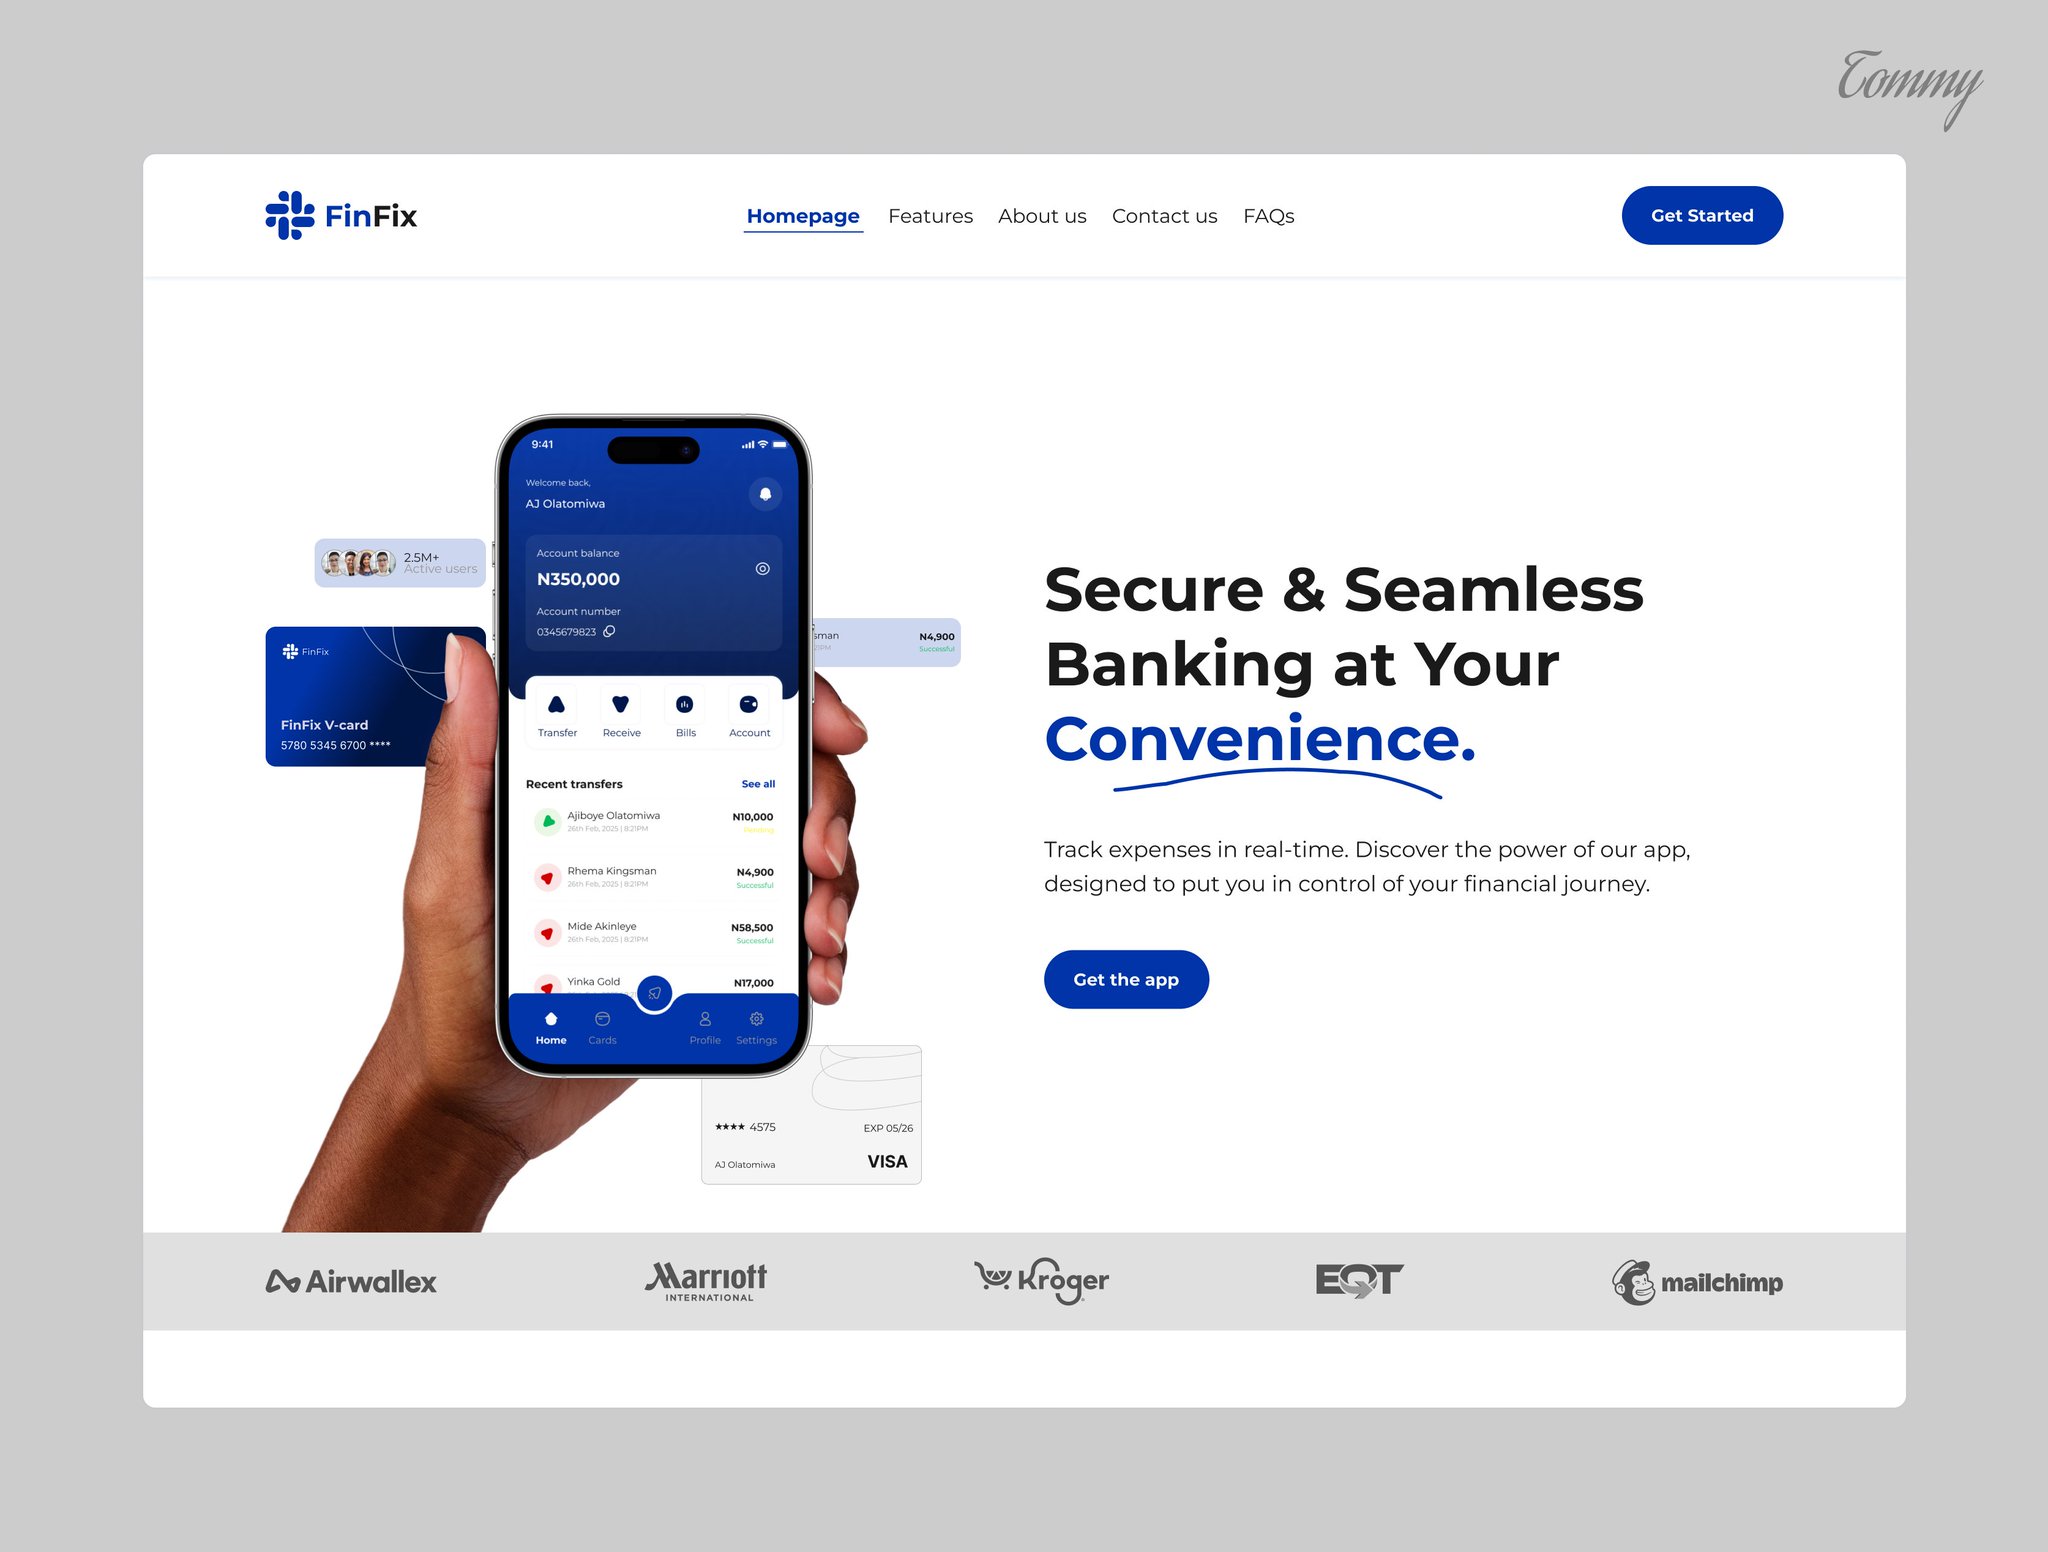 Tommy
FinFix
Homepage
Features
About us
Contact us
FAQs
Get Started
9:41
Welcome back,
AJ Olatomiwa
Account balance
N350,000
Account number
0345679823
Transfer
Receive
Bills
Account
Recent transfers
See all
Ajiboye Olatomiwa
N10,000
26th Feb, 2025 | 8:21PM
Pending
Rhema Kingsman
N4,900
26th Feb, 2025 | 8:21PM
Successful
Mide Akinleye
N58,500
26th Feb, 2025 | 8:21PM
Successful
Yinka Gold
N17,000
Home
Cards
Profile
Settings
2.5M+
Active users
FinFix
FinFix V-card
5780 5345 6700 ****
sman
N4,900
21PM
Successful
**** 4575
EXP 05/26
AJ Olatomiwa
VISA
Secure & Seamless
Banking at Your
Convenience.
Track expenses in real-time. Discover the power of our app,
designed to put you in control of your financial journey.
Get the app
Airwallex
Marriott
INTERNATIONAL
Kroger
EQT
mailchimp